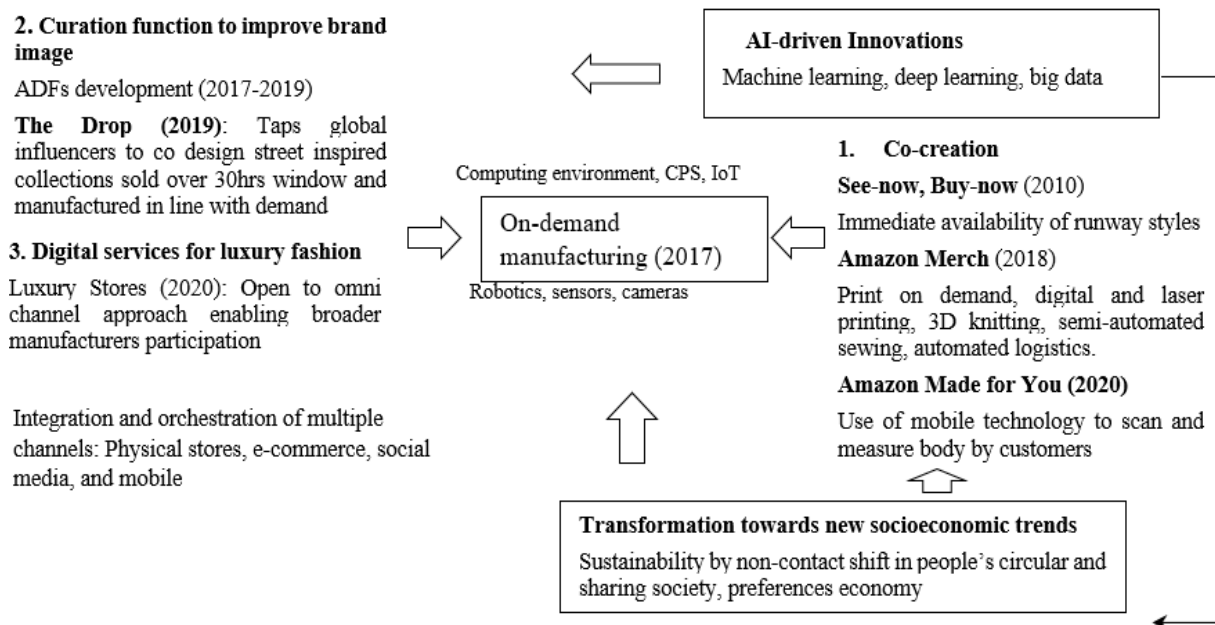 2. Curation function to improve brand
image
ADFs development (2017-2019)
The Drop (2019): Taps global
influencers to co design street inspired
collections sold over 30hrs window and
manufactured in line with demand
3. Digital services for luxury fashion
Luxury Stores (2020): Open to omni
channel approach enabling broader
manufacturers participation
Integration and orchestration of multiple
channels: Physical stores, e-commerce, social
media, and mobile
Computing environment, CPS, IoT
On-demand
manufacturing (2017)
Robotics, sensors, cameras
AI-driven Innovations
Machine learning, deep learning, big data
1. Co-creation
See-now, Buy-now (2010)
Immediate availability of runway styles
Amazon Merch (2018)
Print on demand, digital and laser
printing, 3D knitting, semi-automated
sewing, automated logistics.
Amazon Made for You (2020)
Use of mobile technology to scan and
measure body by customers
Transformation towards new socioeconomic trends
Sustainability by non-contact shift in people’s circular and
sharing society, preferences economy